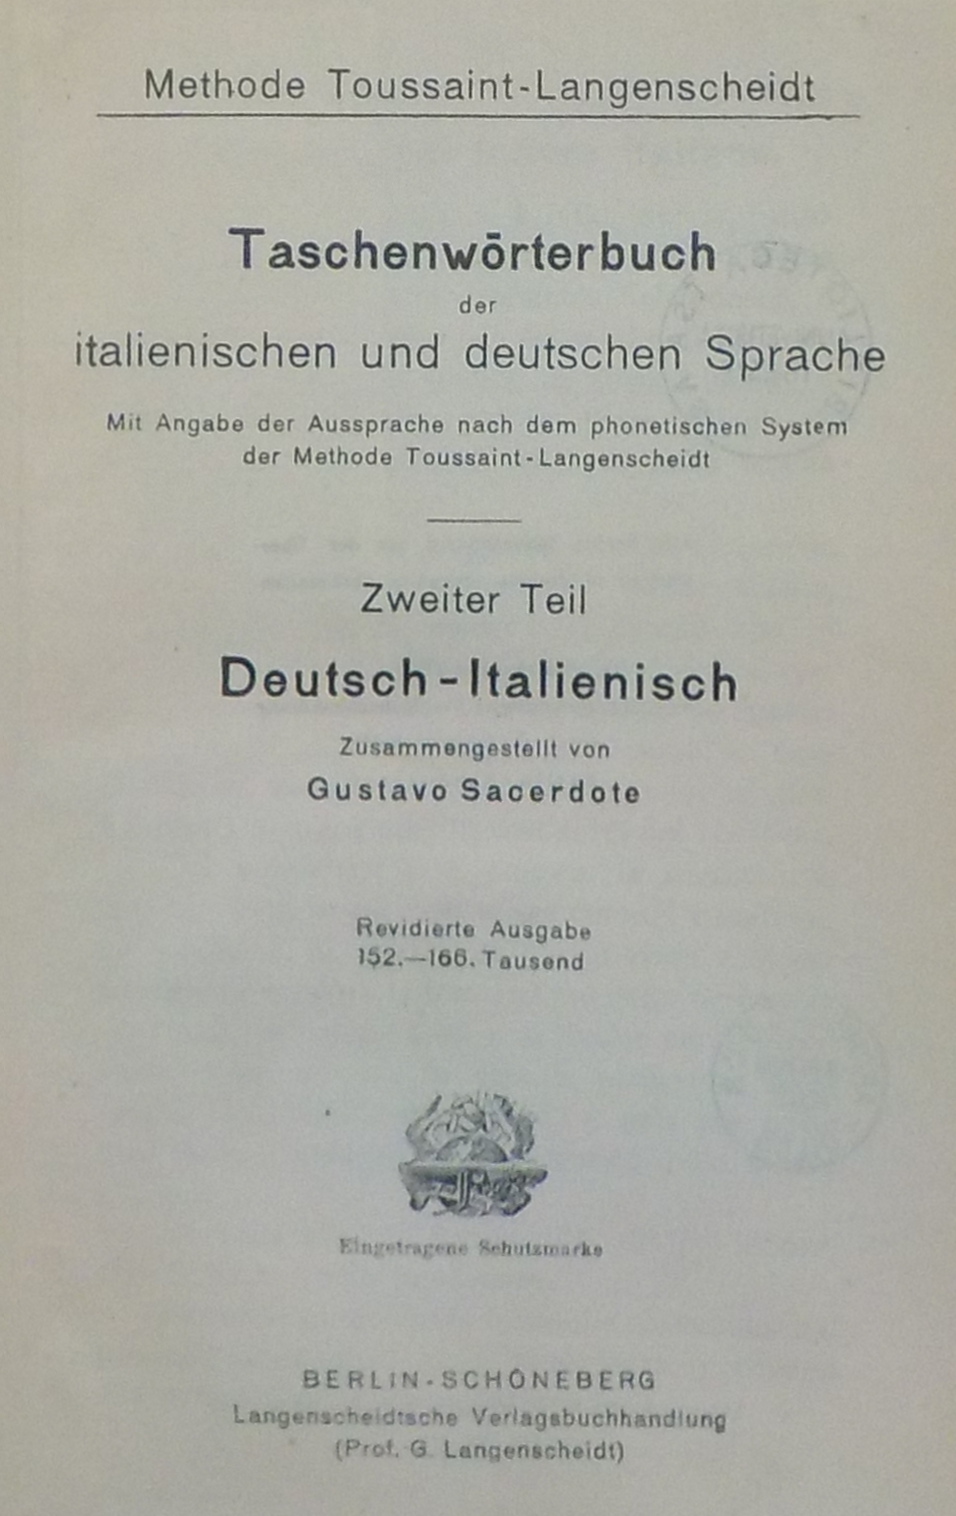 Methode Toussaint-Langenscheidt
Taschenwörterbuch
der
italienischen und deutschen Sprache
Mit Angabe der Aussprache nach dem phonetischen System
der Methode Toussaint-Langenscheidt
Zweiter Teil
Deutsch-Italienisch
Zusammengestellt von
Gustavo Sacerdote
Revidierte Ausgabe
152.—166. Tausend
Eingetragene Schutzmarke
BERLIN-SCHÖNEBERG
Langenscheidtsche Verlagsbuchhandlung
(Prof. G. Langenscheidt)